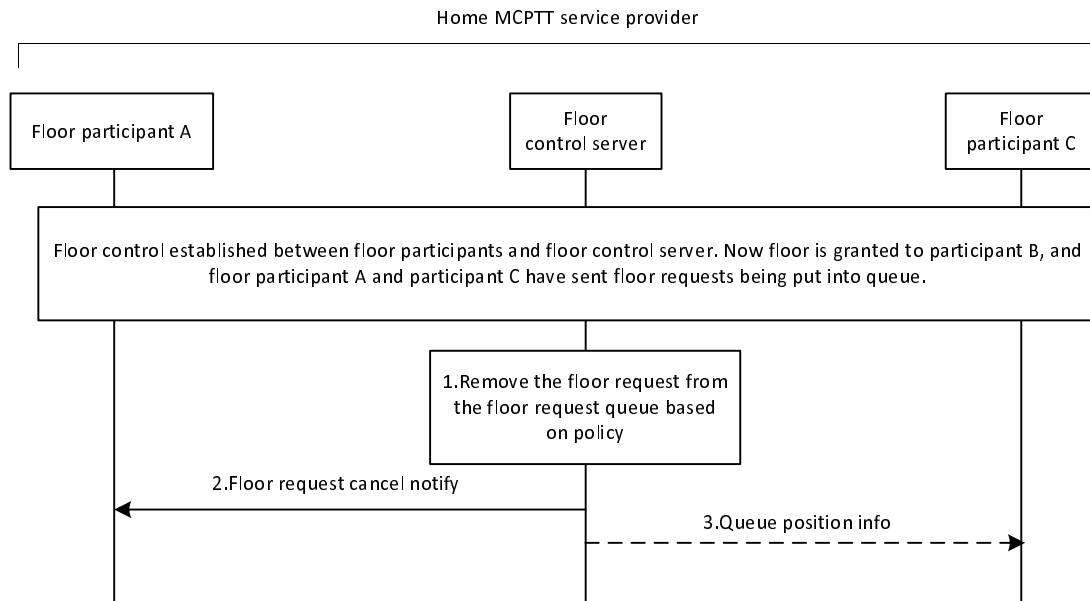 Home MCPTT service provider
Floor participant A
Floor
control server
Floor
participant C
Floor control established between floor participants and floor control server. Now floor is granted to participant B, and
floor participant A and participant C have sent floor requests being put into queue.
1.Remove the floor request from
the floor request queue based
on policy
2.Floor request cancel notify
3.Queue position info